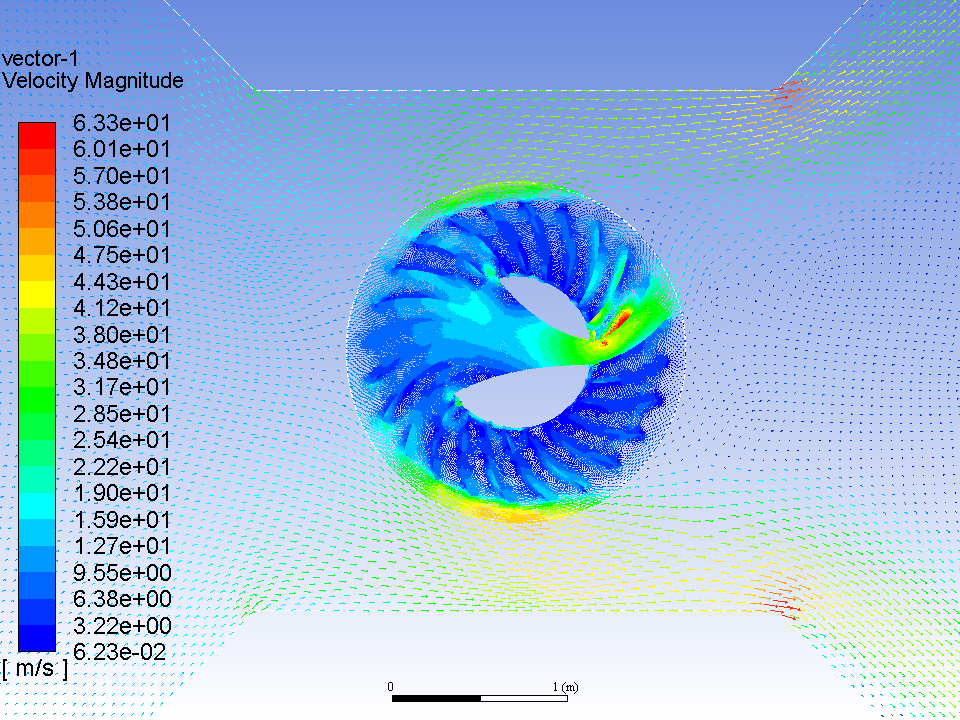 vector-1
Velocity Magnitude
6.33e+01
6.01e+01
5.70e+01
5.38e+01
5.06e+01
4.75e+01
4.43e+01
4.12e+01
3.80e+01
3.48e+01
3.17e+01
2.85e+01
2.54e+01
2.22e+01
1.90e+01
1.59e+01
1.27e+01
9.55e+00
6.38e+00
3.22e+00
6.23e-02
[ m/s ]
0 1 (m)